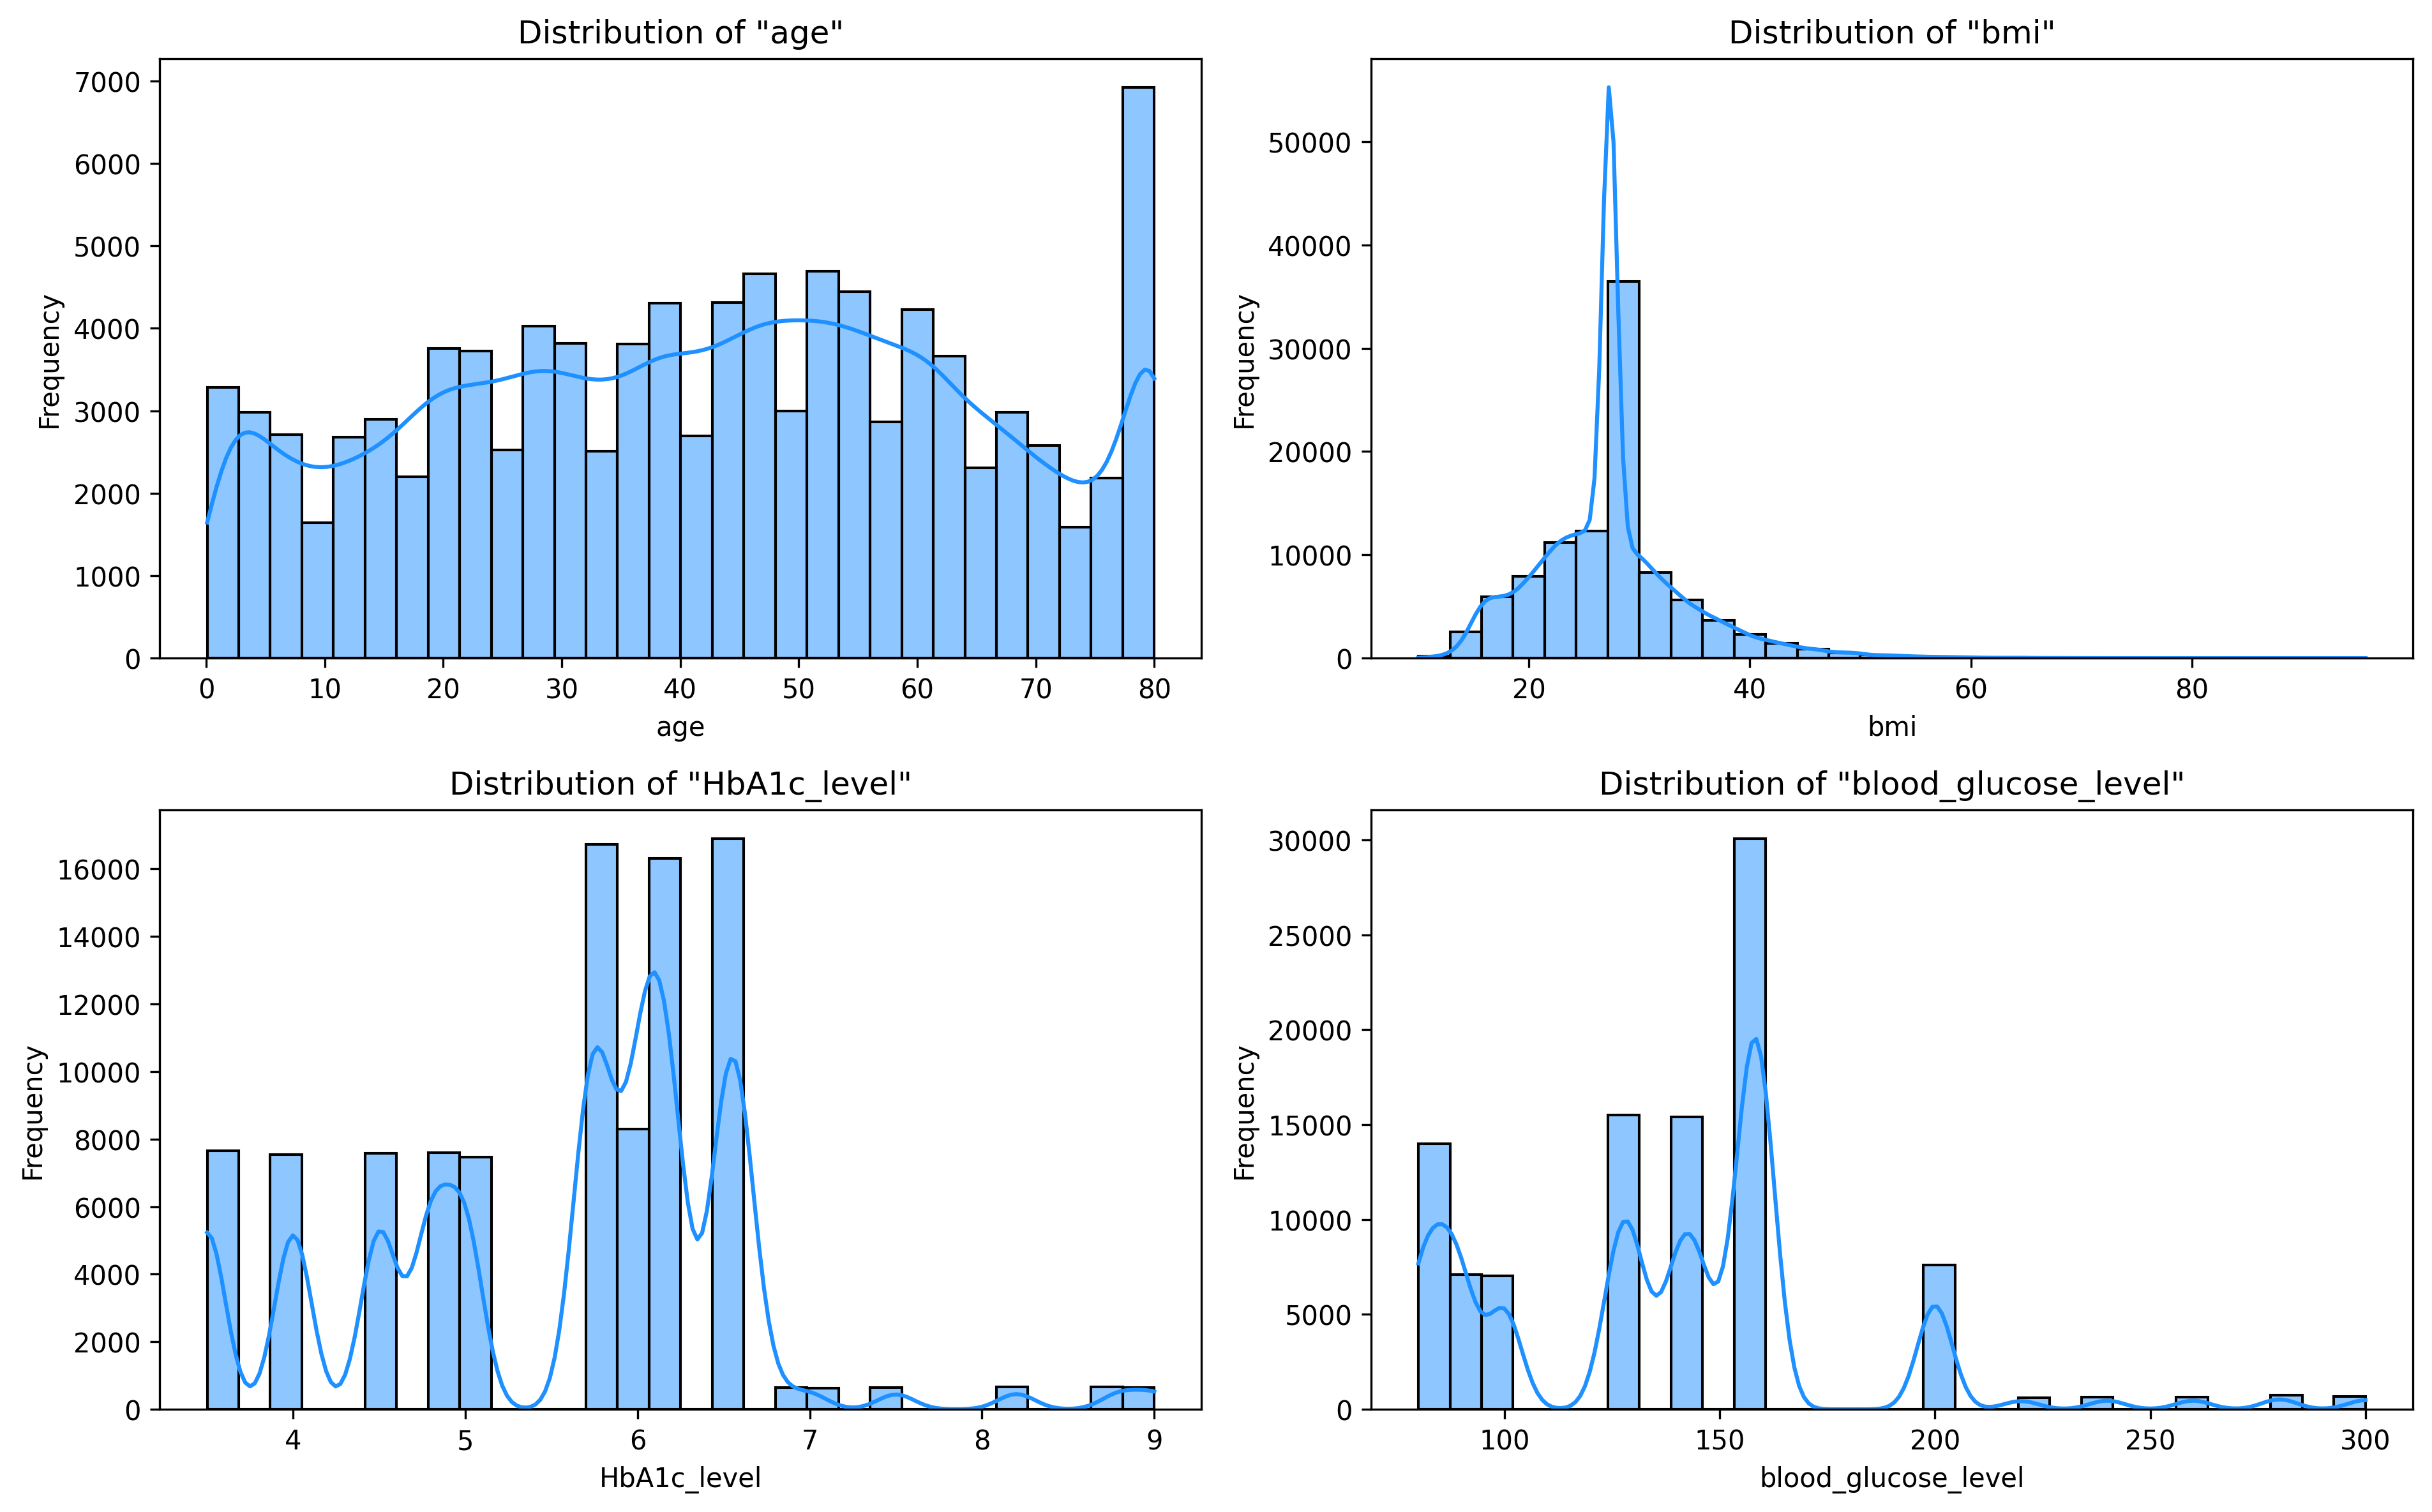 Distribution of "age"
7000
6000
5000
4000
3000
2000
1000
0
Frequency
0 10 20 30 40 50 60 70 80
age
Distribution of "bmi"
50000
40000
30000
20000
10000
0
Frequency
20 40 60 80
bmi
Distribution of "HbA1c_level"
16000
14000
12000
10000
8000
6000
4000
2000
0
Frequency
4 5 6 7 8 9
HbA1c_level
Distribution of "blood_glucose_level"
30000
25000
20000
15000
10000
5000
0
Frequency
100 150 200 250 300
blood_glucose_level